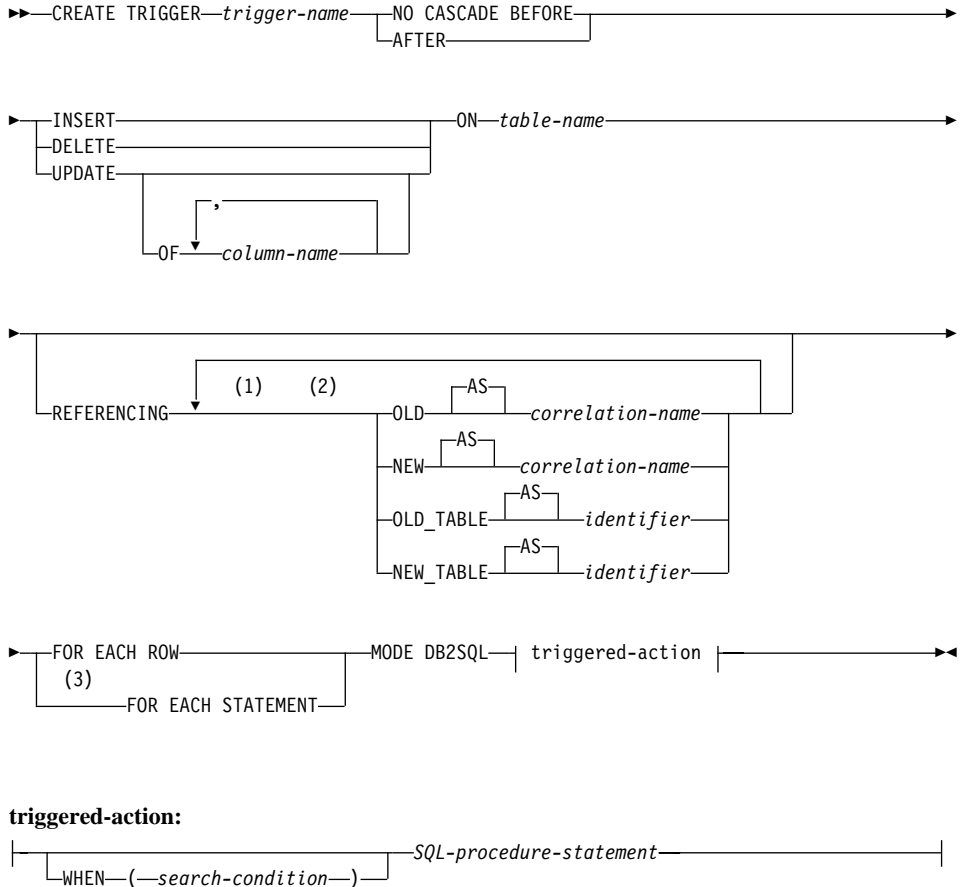 CREATE TRIGGER trigger-name NO CASCADE BEFORE
AFTER
INSERT ON table-name
DELETE
UPDATE
,
OF column-name
(1) (2) AS
REFERENCING OLD correlation-name
AS
NEW correlation-name
AS
OLD_TABLE identifier
AS
NEW_TABLE identifier
FOR EACH ROW MODE DB2SQL triggered-action
(3)
FOR EACH STATEMENT
triggered-action:
SQL-procedure-statement
WHEN ( search-condition )